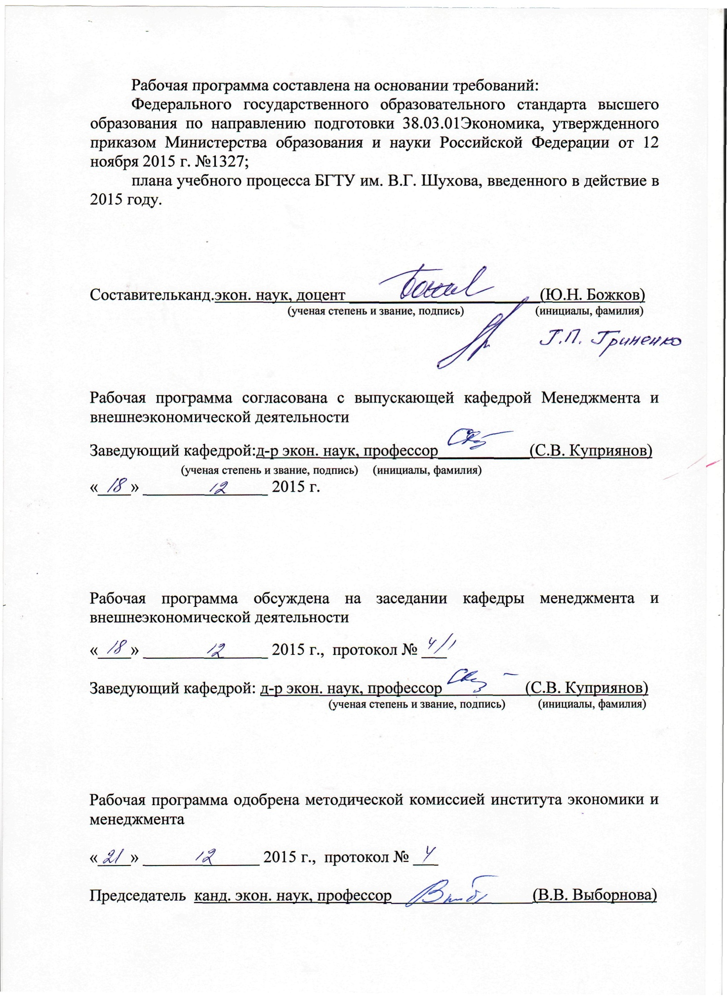 Рабочая программа составлена на основании требований:
Федерального государственного образовательного стандарта высшего
образования по направлению подготовки 38.03.01Экономика, утвержденного
приказом Министерства образования и науки Российской Федерации от 12
ноября 2015 г. №1327;
плана учебного процесса БГТУ им. В.Г. Шухова, введенного в действие в
2015 году.
Составительканд.экон. наук, доцент (Ю.Н. Божков)
(ученая степень и звание, подпись) (инициалы, фамилия)
Г.П. Гриненко
Рабочая программа согласована с выпускающей кафедрой Менеджмента и
внешнеэкономической деятельности
Заведующий кафедрой:д-р экон. наук, профессор (С.В. Куприянов)
(ученая степень и звание, подпись) (инициалы, фамилия)
«18» 12 2015 г.
Рабочая программа обсуждена на заседании кафедры менеджмента и
внешнеэкономической деятельности
«18» 12 2015 г., протокол № 4/1
Заведующий кафедрой: д-р экон. наук, профессор (С.В. Куприянов)
(ученая степень и звание, подпись) (инициалы, фамилия)
Рабочая программа одобрена методической комиссией института экономики и
менеджмента
«21» 12 2015 г., протокол № 4
Председатель канд. экон. наук, профессор (В.В. Выборнова)